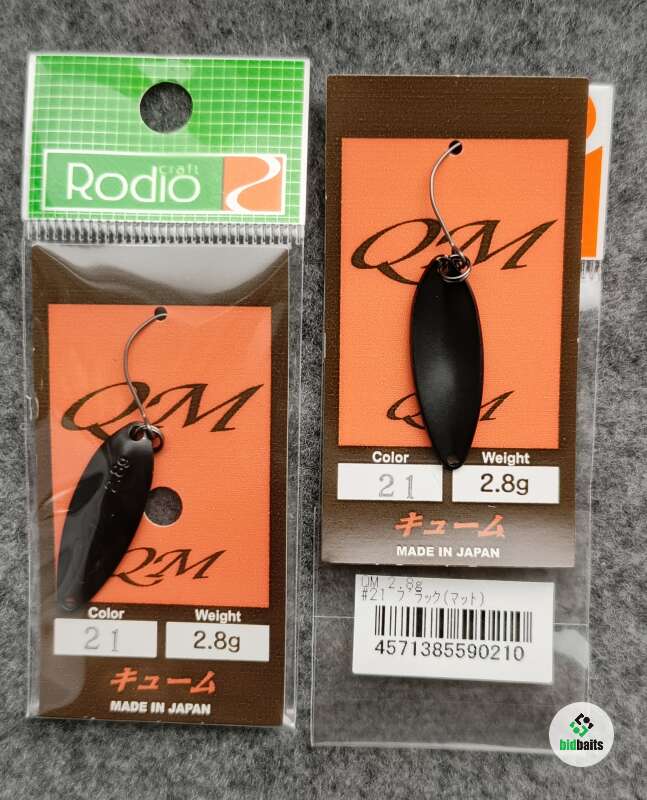 craft
Rodio
QM
2.8g
QM
Color Weight
21 2.8g
キューム
MADE IN JAPAN
QM
QM
Color Weight
21 2.8g
キューム
MADE IN JAPAN
QM 2.8g
#21 ブラック(マット)
4571385590210
bidbaits